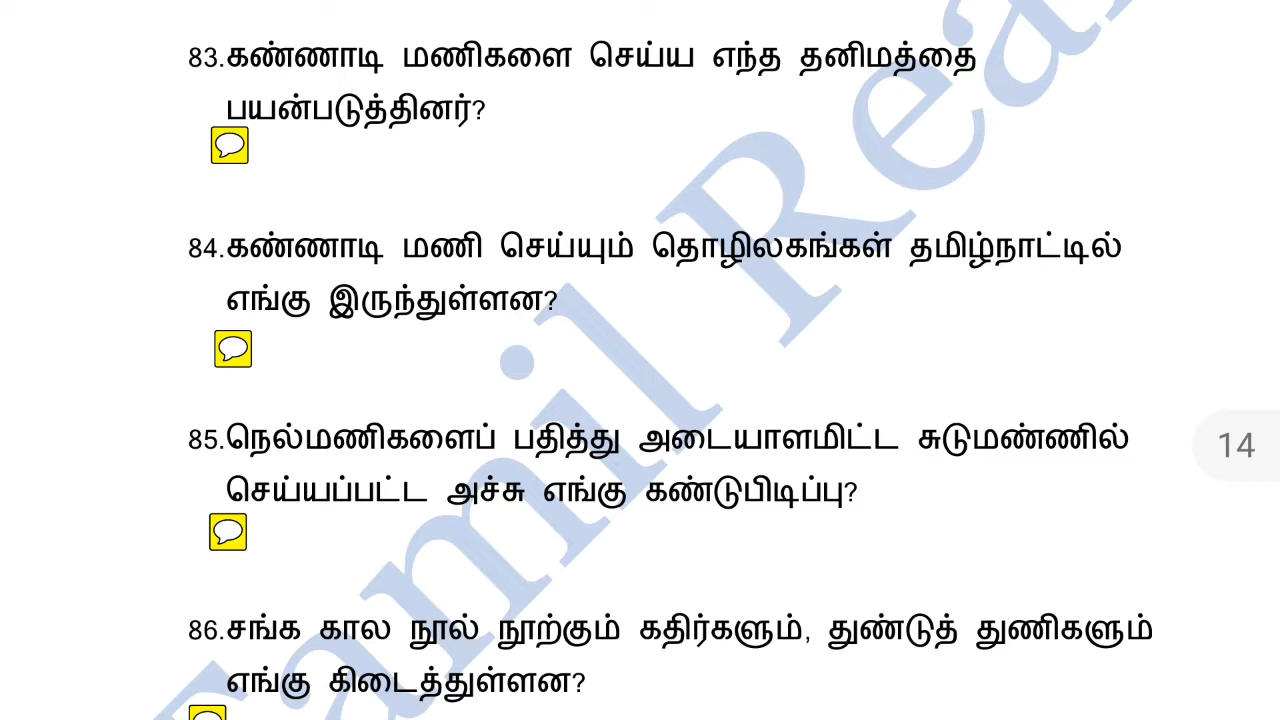 83.கண்ணாடி மணிகளை செய்ய எந்த தனிமத்தை
பயன்படுத்தினர்?
84.கண்ணாடி மணி செய்யும் தொழிலகங்கள் தமிழ்நாட்டில்
எங்கு இருந்துள்ளன?
85.நெல்மணிகளைப் பதித்து அடையாளமிட்ட சுடுமண்ணில்
செய்யப்பட்ட அச்சு எங்கு கண்டுபிடிப்பு?
14
86.சங்க கால நூல் நூற்கும் கதிர்களும், துண்டுத் துணிகளும்
எங்கு கிடைத்துள்ளன?
Tamil Rea